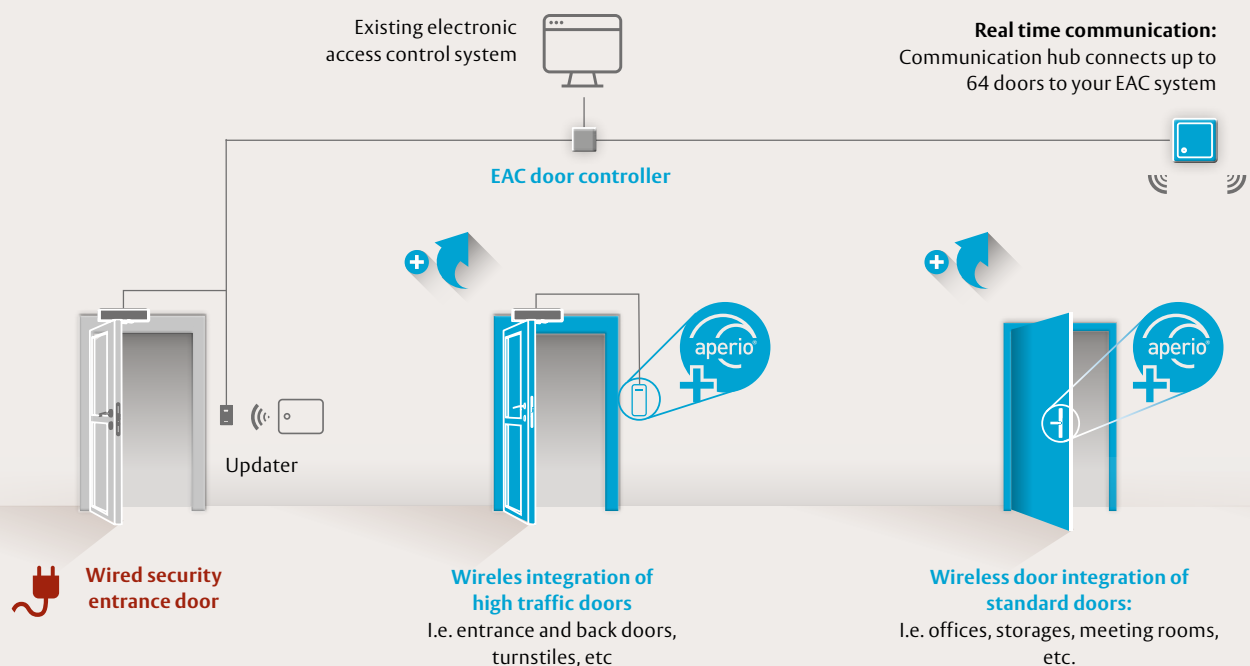 Existing electronic
access control system
Real time communication:
Communication hub connects up to
64 doors to your EAC system
EAC door controller
aperio®
aperio®
Updater
Wired security
entrance door
Wireles integration of
high traffic doors
I.e. entrance and back doors,
turnstiles, etc
Wireless door integration of
standard doors:
I.e. offices, storages, meeting rooms,
etc.